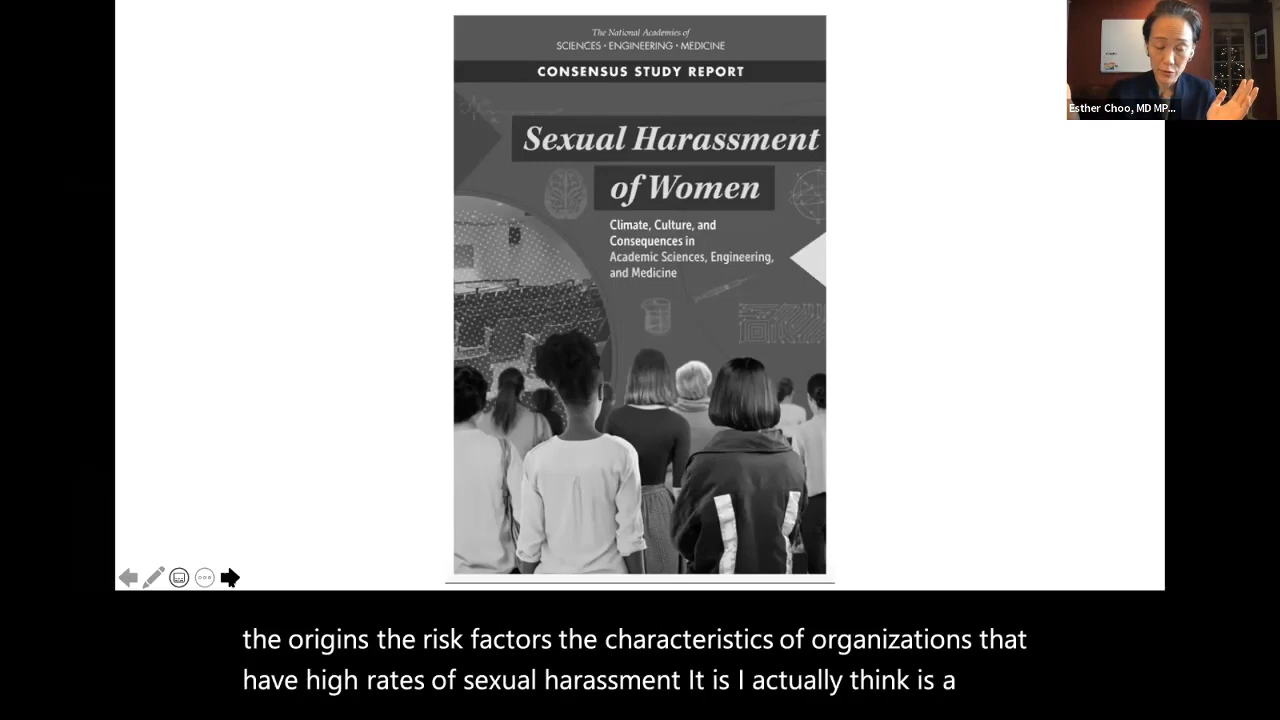 The National Academies of
SCIENCES • ENGINEERING • MEDICINE
CONSENSUS STUDY REPORT
Sexual Harassment
of Women
Climate, Culture, and
Consequences in
Academic Sciences, Engineering,
and Medicine
Esther Choo, MD MP...
the origins the risk factors the characteristics of organizations that
have high rates of sexual harassment It is I actually think is a